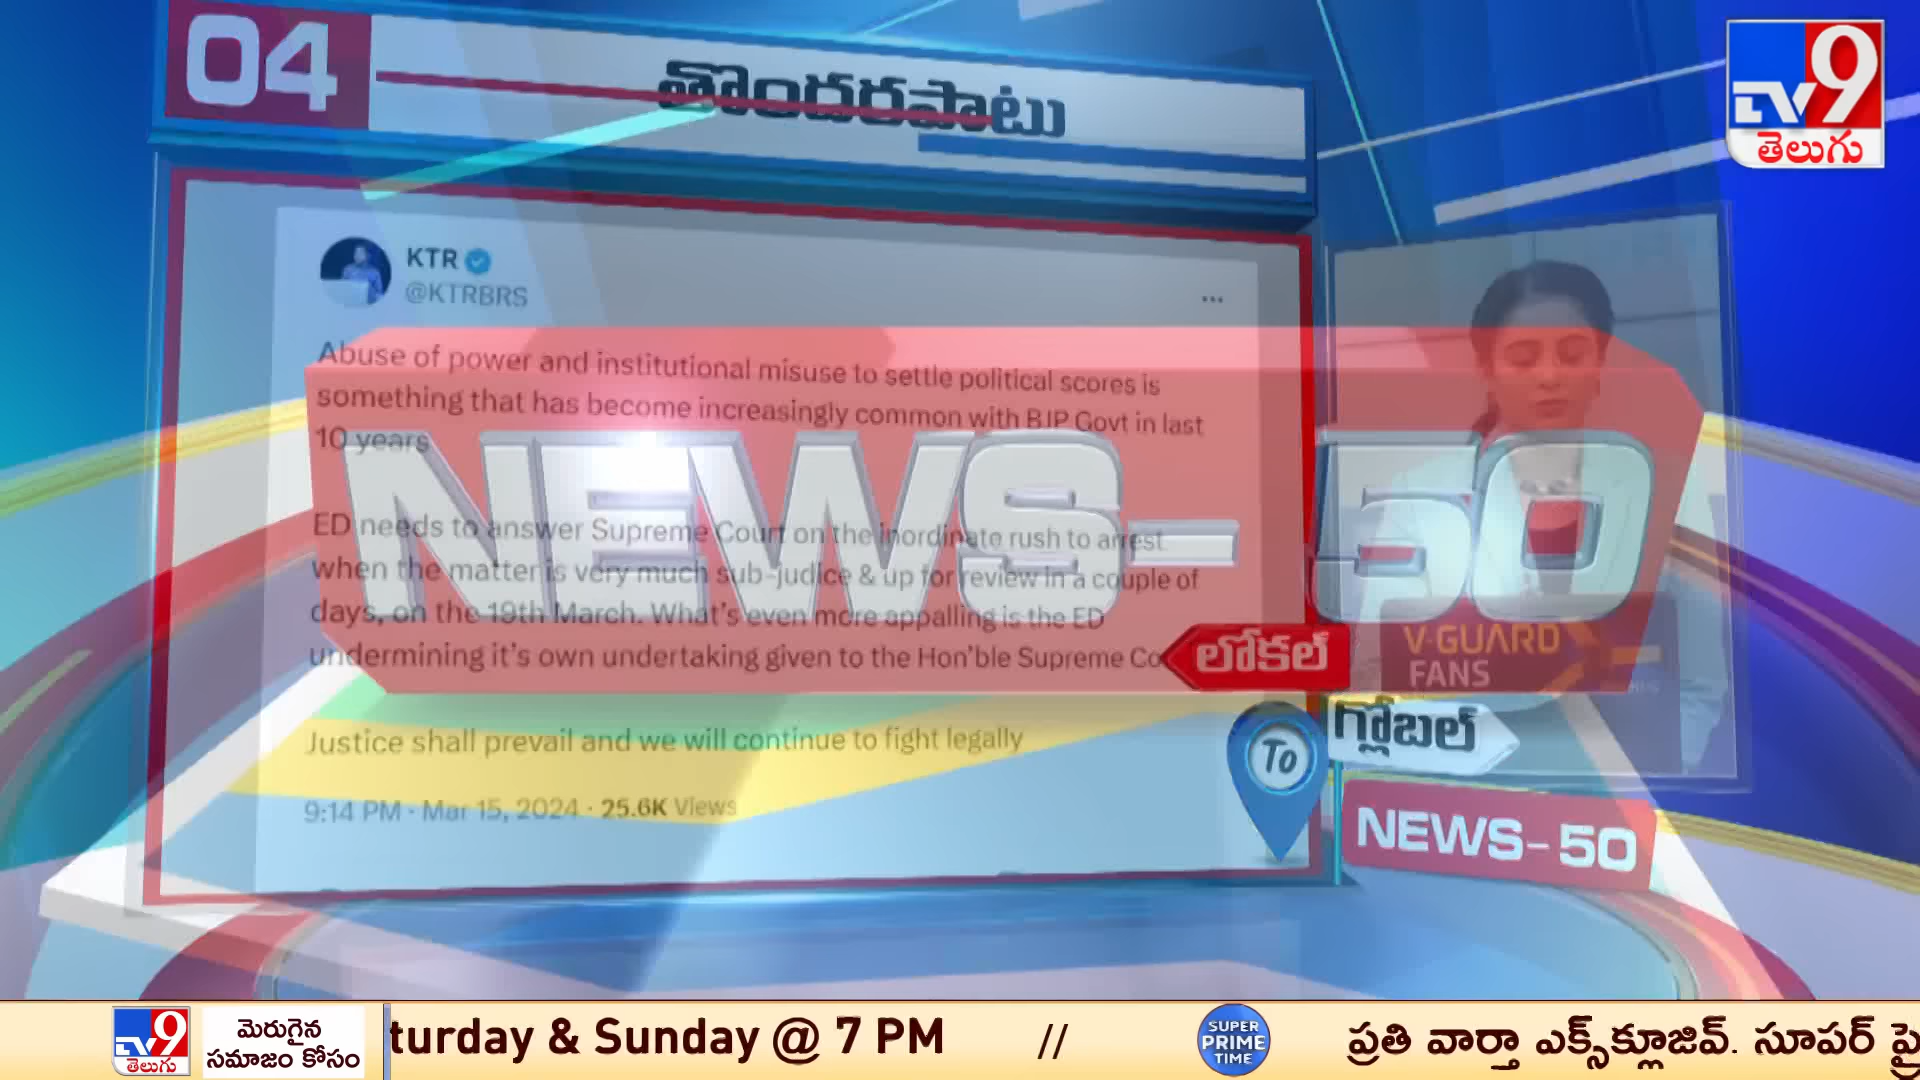 04
తొందరపాటు
TV9
తెలుగు
KTR
@KTRBRS
Abuse of power and institutional misuse to settle political scores is
something that has become increasingly common with BJP Govt in last
10 years
ED needs to answer Supreme Court on the inordinate rush to arrest
when the matter is very much sub-judice & up for review in a couple of
days, on the 19th March. What's even more appalling is the ED
undermining it's own undertaking given to the Hon'ble Supreme Co
Justice shall prevail and we will continue to fight legally
9:14 PM · Mar 15, 2024 · 25.6K Views
NEWS- 50
లోకల్
To
గ్లోబల్
NEWS- 50
V-GUARD
FANS
TV9
తెలుగు
మెరుగైన
సమాజం కోసం
turday & Sunday @ 7 PM //
SUPER
PRIME
TIME
ప్రతి వార్తా ఎక్స్‌క్లూజివ్. సూపర్ ప్రై